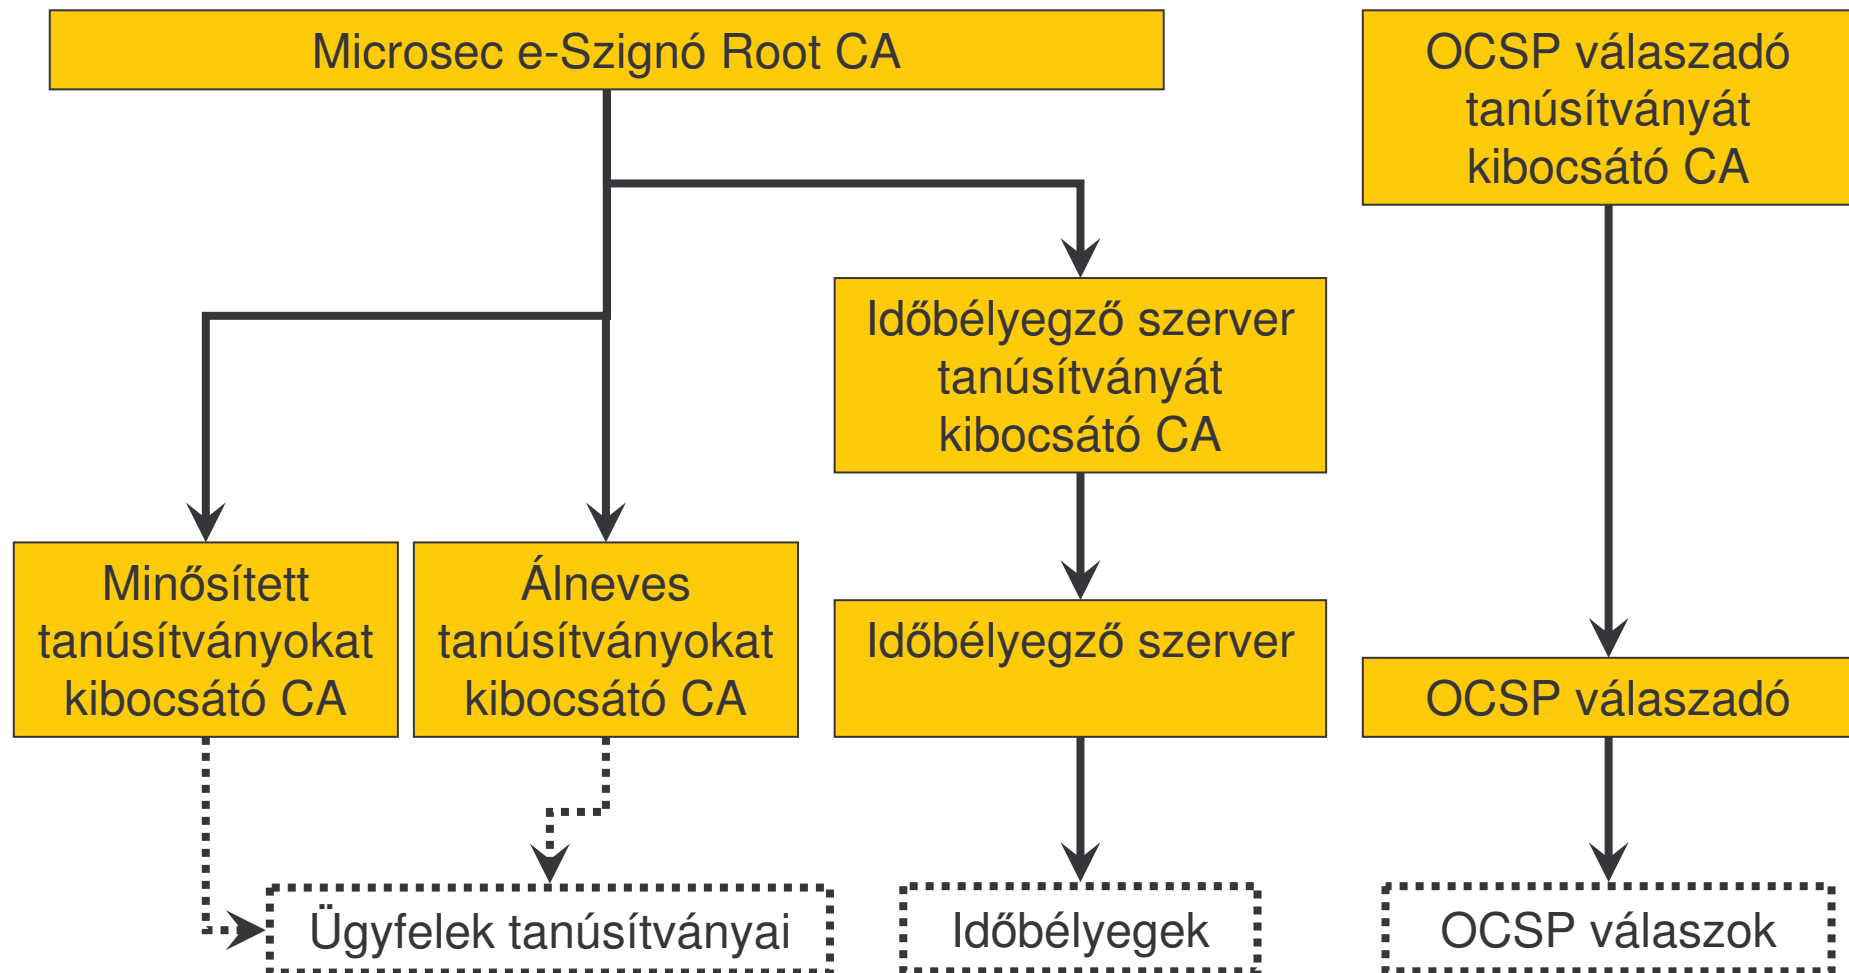 Microsec e-Szignó Root CA
OCSP válaszadó
tanúsítványát
kibocsátó CA
Időbélyegző szerver
tanúsítványát
kibocsátó CA
Minősített
tanúsítványokat
kibocsátó CA
Álneves
tanúsítványokat
kibocsátó CA
Időbélyegző szerver
OCSP válaszadó
Ügyfelek tanúsítványai
Időbélyegek
OCSP válaszok